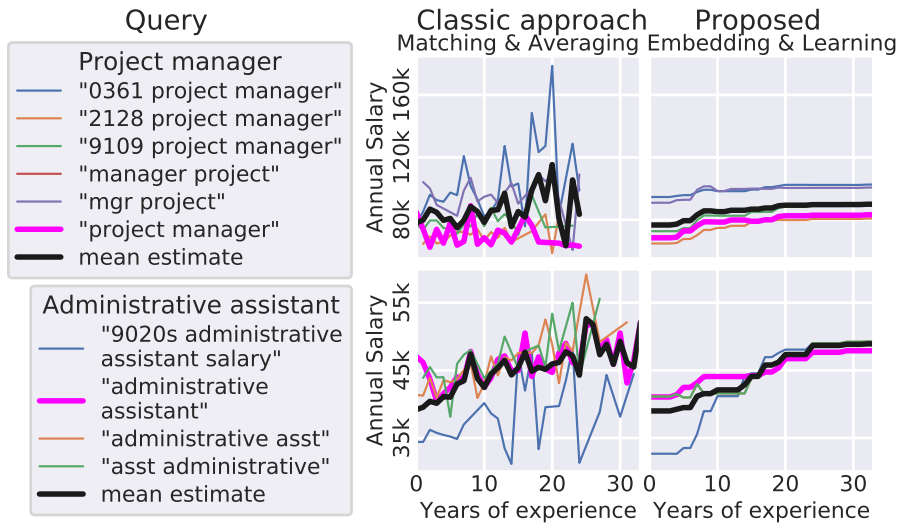 Query
Project manager
"0361 project manager"
"2128 project manager"
"9109 project manager"
"manager project"
"mgr project"
"project manager"
mean estimate
Administrative assistant
"9020s administrative
assistant salary"
"administrative
assistant"
"administrative asst"
"asst administrative"
mean estimate
Classic approach
Matching & Averaging
Proposed
Embedding & Learning
Annual Salary
160k
120k
80k
Annual Salary
55k
45k
35k
0 10 20 30
Years of experience
0 10 20 30
Years of experience